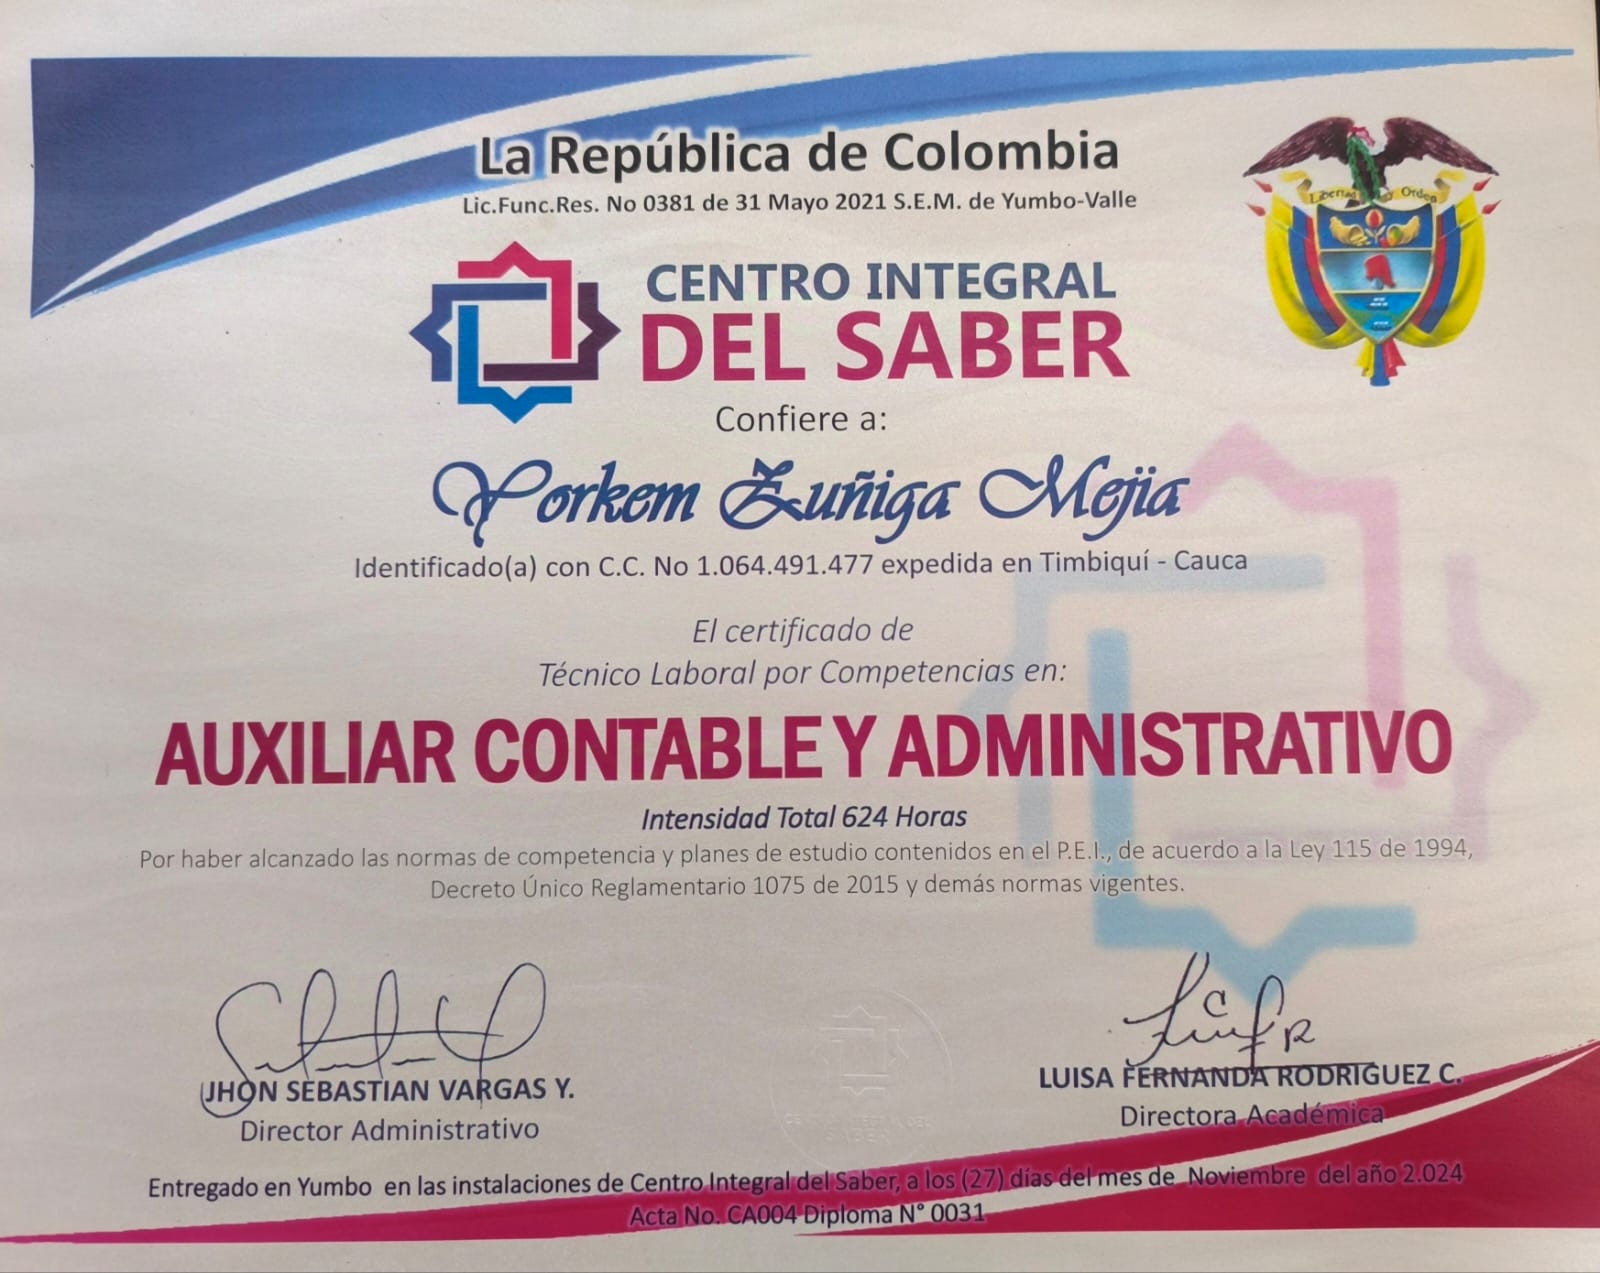 La República de Colombia
Lic.Func.Res. No 0381 de 31 Mayo 2021 S.E.M. de Yumbo-Valle
Libertad y Orden
CENTRO INTEGRAL
DEL SABER
Confiere a:
Yorkem Zuñiga Mejia
Identificado(a) con C.C. No 1.064.491.477 expedida en Timbiquí - Cauca
El certificado de
Técnico Laboral por Competencias en:
AUXILIAR CONTABLE Y ADMINISTRATIVO
Intensidad Total 624 Horas
Por haber alcanzado las normas de competencia y planes de estudio contenidos en el P.E.I., de acuerdo a la Ley 115 de 1994,
Decreto Único Reglamentario 1075 de 2015 y demás normas vigentes.
JHON SEBASTIAN VARGAS Y.
Director Administrativo
LUISA FERNANDA RODRIGUEZ C.
Directora Académica
Entregado en Yumbo en las instalaciones de Centro Integral del Saber, a los (27) días del mes de Noviembre del año 2.024
Acta No. CA004 Diploma N° 0031